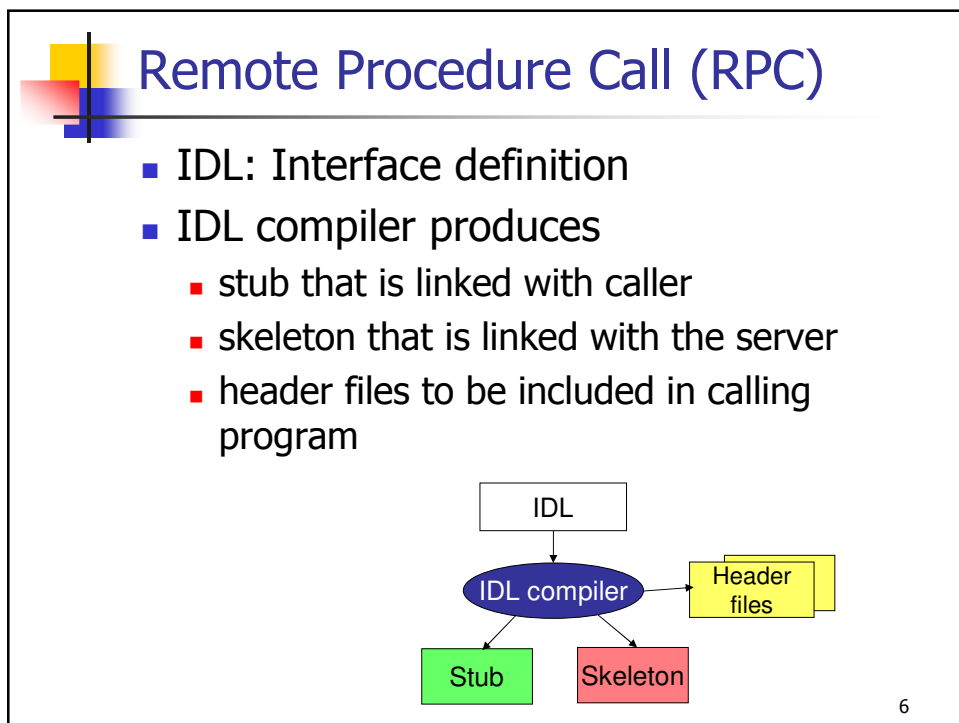 Remote Procedure Call (RPC)
IDL: Interface definition
IDL compiler produces
stub that is linked with caller
skeleton that is linked with the server
header files to be included in calling
program
IDL
IDL compiler
Header
files
Stub
Skeleton
6